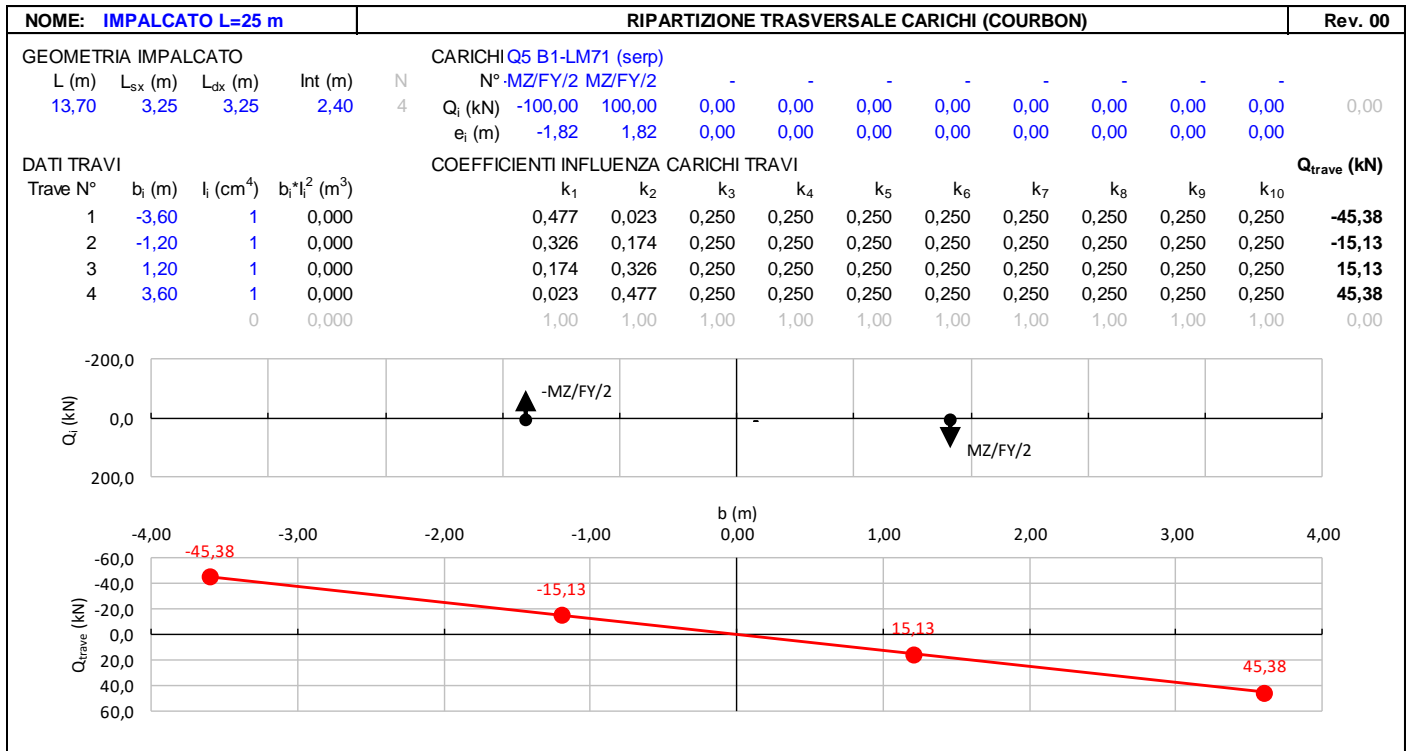 NOME: IMPALCATO L=25 m RIPARTIZIONE TRASVERSALE CARICHI (COURBON) Rev. 00
GEOMETRIA IMPALCATO CARICHI Q5 B1-LM71 (serp)
L (m) Lsx (m) Ldx (m) Int (m) N N° -MZ/FY/2 MZ/FY/2 - - - - - - - -
13,70 3,25 3,25 2,40 4 Qi (kN) -100,00 100,00 0,00 0,00 0,00 0,00 0,00 0,00 0,00 0,00 0,00
ei (m) -1,82 1,82 0,00 0,00 0,00 0,00 0,00 0,00 0,00 0,00
DATI TRAVI COEFFICIENTI INFLUENZA CARICHI TRAVI Qtrave (kN)
Trave N° bi (m) Ii (cm4) bi*Ii2 (m3) k1 k2 k3 k4 k5 k6 k7 k8 k9 k10
1 -3,60 1 0,000 0,477 0,023 0,250 0,250 0,250 0,250 0,250 0,250 0,250 0,250 -45,38
2 -1,20 1 0,000 0,326 0,174 0,250 0,250 0,250 0,250 0,250 0,250 0,250 0,250 -15,13
3 1,20 1 0,000 0,174 0,326 0,250 0,250 0,250 0,250 0,250 0,250 0,250 0,250 15,13
4 3,60 1 0,000 0,023 0,477 0,250 0,250 0,250 0,250 0,250 0,250 0,250 0,250 45,38
0 0,000 1,00 1,00 1,00 1,00 1,00 1,00 1,00 1,00 1,00 1,00 0,00
-200,0
-MZ/FY/2
0,0
-
Qi (kN)
MZ/FY/2
200,0
b (m)
-4,00 -3,00 -2,00 -1,00 0,00 1,00 2,00 3,00 4,00
-45,38
-60,0
-40,0
-15,13
-20,0
0,0
15,13
Qtrave (kN)
20,0
45,38
40,0
60,0